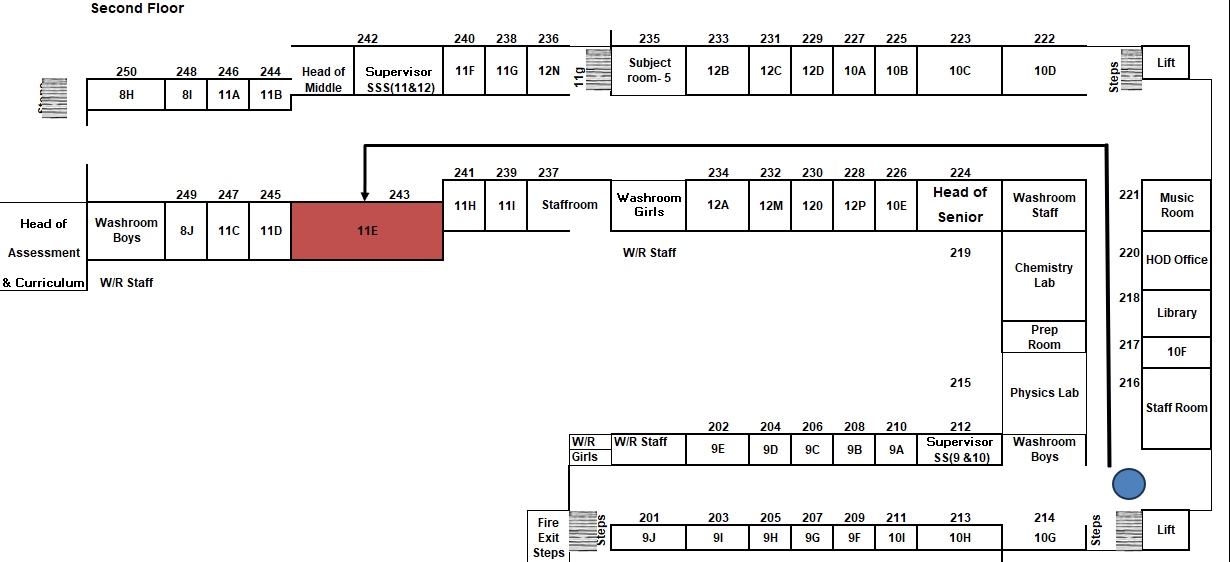 Second Floor
242
240
238
236
235
233
231
229
227
225
223
222
250
248
246
244
Head of
Middle
Supervisor
SSS(11&12)
11F
11G
12N
11g
Subject
room- 5
12B
12C
12D
10A
10B
10C
10D
Steps
Lift
Steps
8H
8I
11A
11B
249
247
245
243
241
239
237
234
232
230
228
226
224
221
Head of
Assessment
& Curriculum
Washroom
Boys
8J
11C
11D
11E
11H
11I
Staffroom
Washroom
Girls
12A
12M
120
12P
10E
Head of
Senior
Washroom
Staff
Music
Room
W/R Staff
W/R Staff
219
Chemistry
Lab
220
HOD Office
218
Library
Prep
Room
217
10F
215
Physics Lab
216
Staff Room
202
204
206
208
210
212
W/R
Girls
W/R Staff
9E
9D
9C
9B
9A
Supervisor
SS(9 &10)
Washroom
Boys
201
203
205
207
209
211
213
214
Fire
Exit
Steps
Steps
9J
9I
9H
9G
9F
10I
10H
10G
Steps
Lift